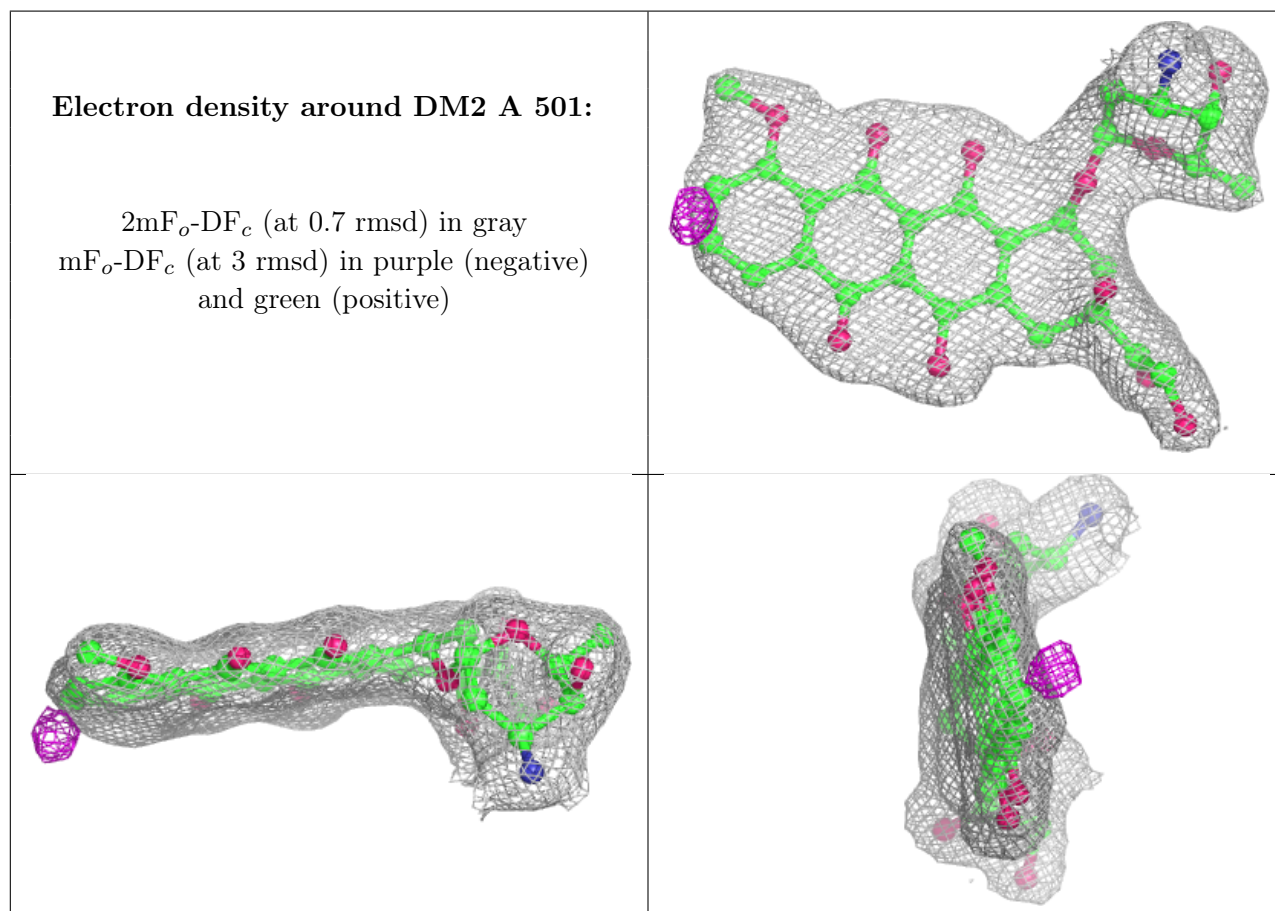 Electron density around DM2 A 501:
2mFo-DFc (at 0.7 rmsd) in gray
mFo-DFc (at 3 rmsd) in purple (negative)
and green (positive)